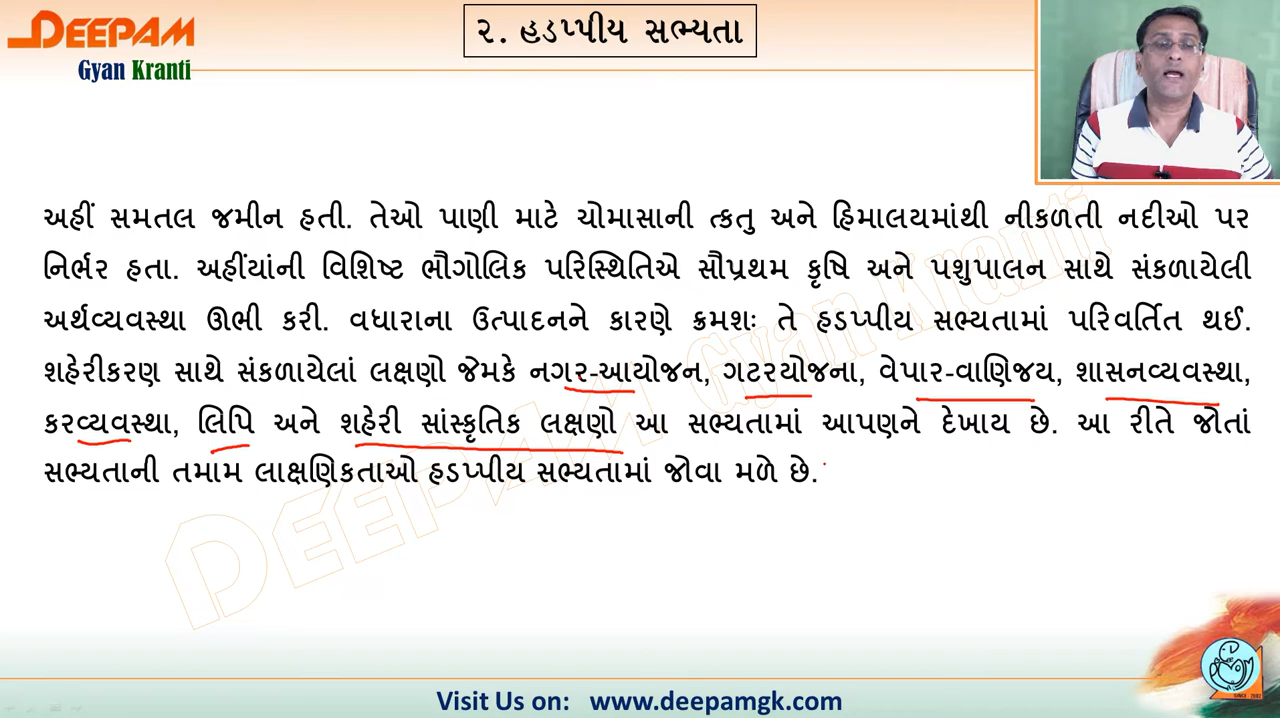 DEEPAM
Gyan Kranti
૨. હડપ્પીય સભ્યતા
અહીં સમતલ જમીન હતી. તેઓ પાણી માટે ચોમાસાની ત્કતુ અને હિમાલયમાંથી નીકળતી નદીઓ પર
નિર્ભર હતા. અહીંયાંની વિશિષ્ટ ભૌગોલિક પરિસ્થિતિએ સૌપ્રથમ કૃષિ અને પશુપાલન સાથે સંકળાયેલી
અર્થવ્યવસ્થા ઊભી કરી. વધારાના ઉત્પાદનને કારણે ક્રમશઃ તે હડપ્પીય સભ્યતામાં પરિવર્તિત થઈ.
શહેરીકરણ સાથે સંકળાયેલાં લક્ષણો જેમકે નગર-આયોજન, ગટરયોજના, વેપાર-વાણિજય, શાસનવ્યવસ્થા,
કરવ્યવસ્થા, લિપિ અને શહેરી સાંસ્કૃતિક લક્ષણો આ સભ્યતામાં આપણને દેખાય છે. આ રીતે જોતાં
સભ્યતાની તમામ લાક્ષણિકતાઓ હડપ્પીય સભ્યતામાં જોવા મળે છે.
DEEPAM Gyan Kranti
Visit Us on: www.deepamgk.com